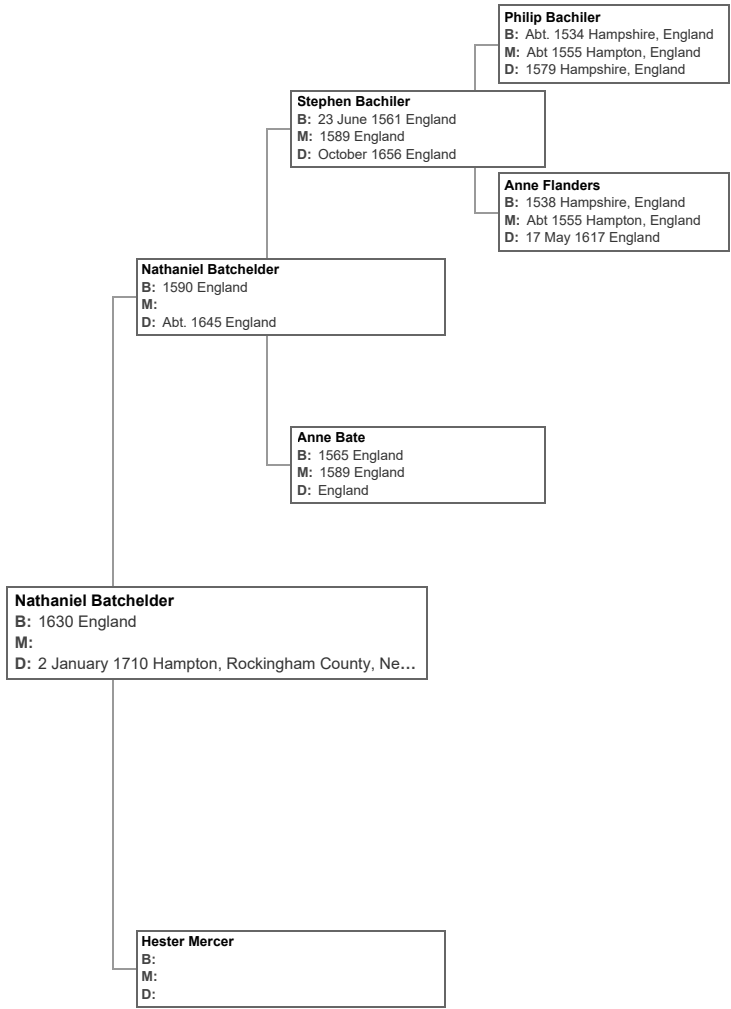 Philip Bachiler
B: Abt. 1534 Hampshire, England
M: Abt 1555 Hampton, England
D: 1579 Hampshire, England
Stephen Bachiler
B: 23 June 1561 England
M: 1589 England
D: October 1656 England
Anne Flanders
B: 1538 Hampshire, England
M: Abt 1555 Hampton, England
D: 17 May 1617 England
Nathaniel Batchelder
B: 1590 England
M:
D: Abt. 1645 England
Anne Bate
B: 1565 England
M: 1589 England
D: England
Nathaniel Batchelder
B: 1630 England
M:
D: 2 January 1710 Hampton, Rockingham County, Ne...
Hester Mercer
B:
M:
D: